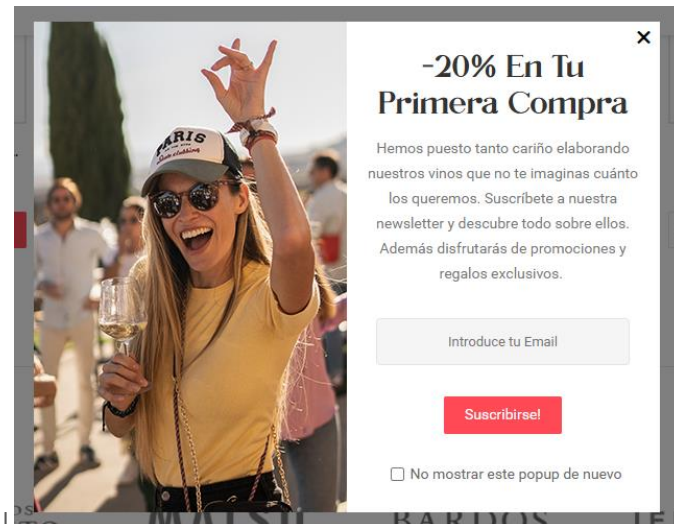 -20% En Tu
Primera Compra
Hemos puesto tanto cariño elaborando
nuestros vinos que no te imaginas cuánto
los queremos. Suscríbete a nuestra
newsletter y descubre todo sobre ellos.
Además disfrutarás de promociones y
regalos exclusivos.
Introduce tu Email
Suscribirse!
No mostrar este popup de nuevo
PARIS
MATSU
BARDOS